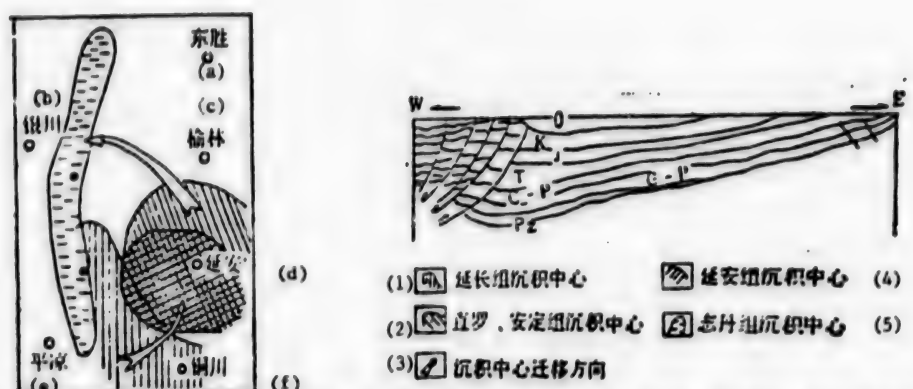 东胜
(a)
(b)
银川
(c)
榆林
延安
(d)
平凉
(e)
铜川
(f)
W
E
Q
K
J
T
C - P
C - P
Pz
(1) 延长组沉积中心
延安组沉积中心 (4)
(2) 直罗、安定组沉积中心
志丹组沉积中心 (5)
(3) 沉积中心迁移方向